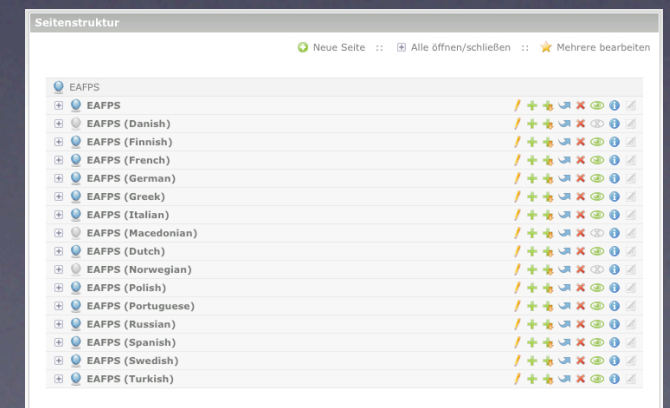 Seitenstruktur
Neue Seite :: Alle öffnen/schließen :: Mehrere bearbeiten
EAFPS
EAFPS
EAFPS (Danish)
EAFPS (Finnish)
EAFPS (French)
EAFPS (German)
EAFPS (Greek)
EAFPS (Italian)
EAFPS (Macedonian)
EAFPS (Dutch)
EAFPS (Norwegian)
EAFPS (Polish)
EAFPS (Portuguese)
EAFPS (Russian)
EAFPS (Spanish)
EAFPS (Swedish)
EAFPS (Turkish)